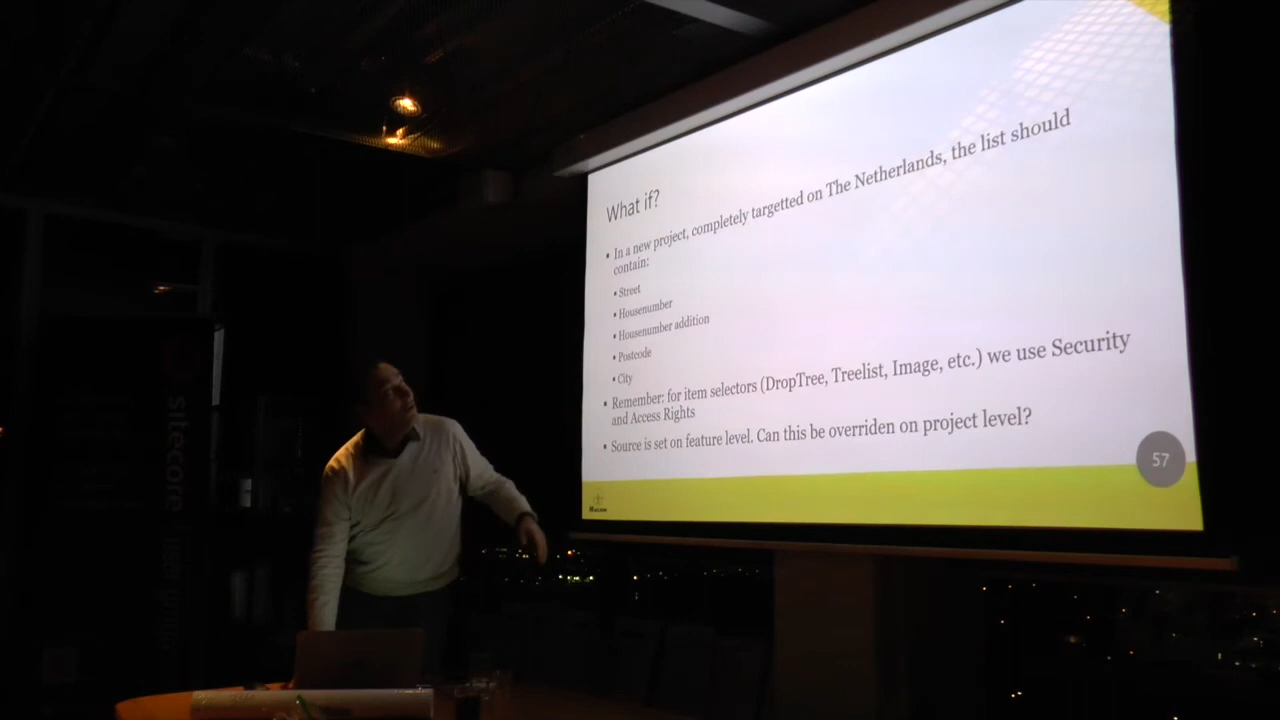 What if?
▪ In a new project, completely targetted on The Netherlands, the list should
contain:
▪ Street
▪ Housenumber
▪ Housenumber addition
▪ Postcode
▪ City
▪ Remember: for item selectors (DropTree, Treelist, Image, etc.) we use Security
and Access Rights
▪ Source is set on feature level. Can this be overriden on project level?
57
sitecore user group